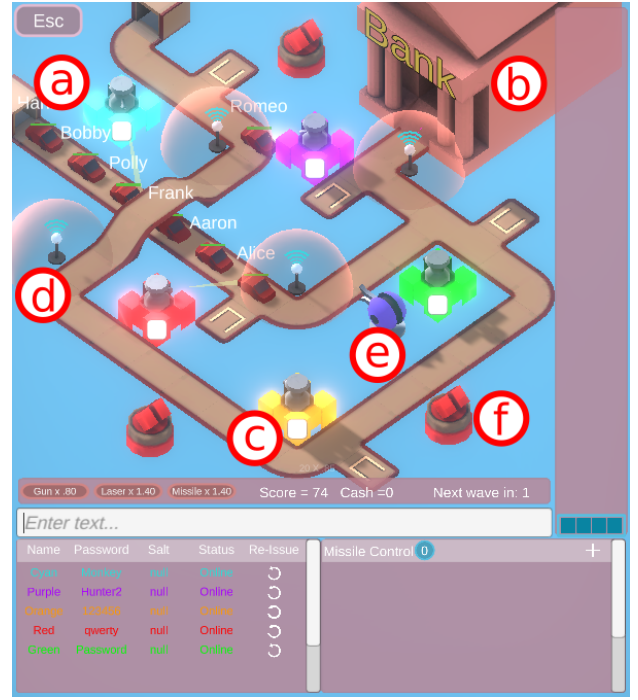 Esc
Bank
a
b
Romeo
Bobby
Polly
Frank
Aaron
Alice
d
e
c
f
Gun x .80 Laser x 1.40 Missile x 1.40 Score = 74 Cash =0 Next wave in: 1
Enter text...
Name Password Salt Status Re-Issue
Missile Control 0 +
Cyan Monkey null Online
Purple Hunter2 null Online
Orange 123456 null Online
Red qwerty null Online
Green Password null Online